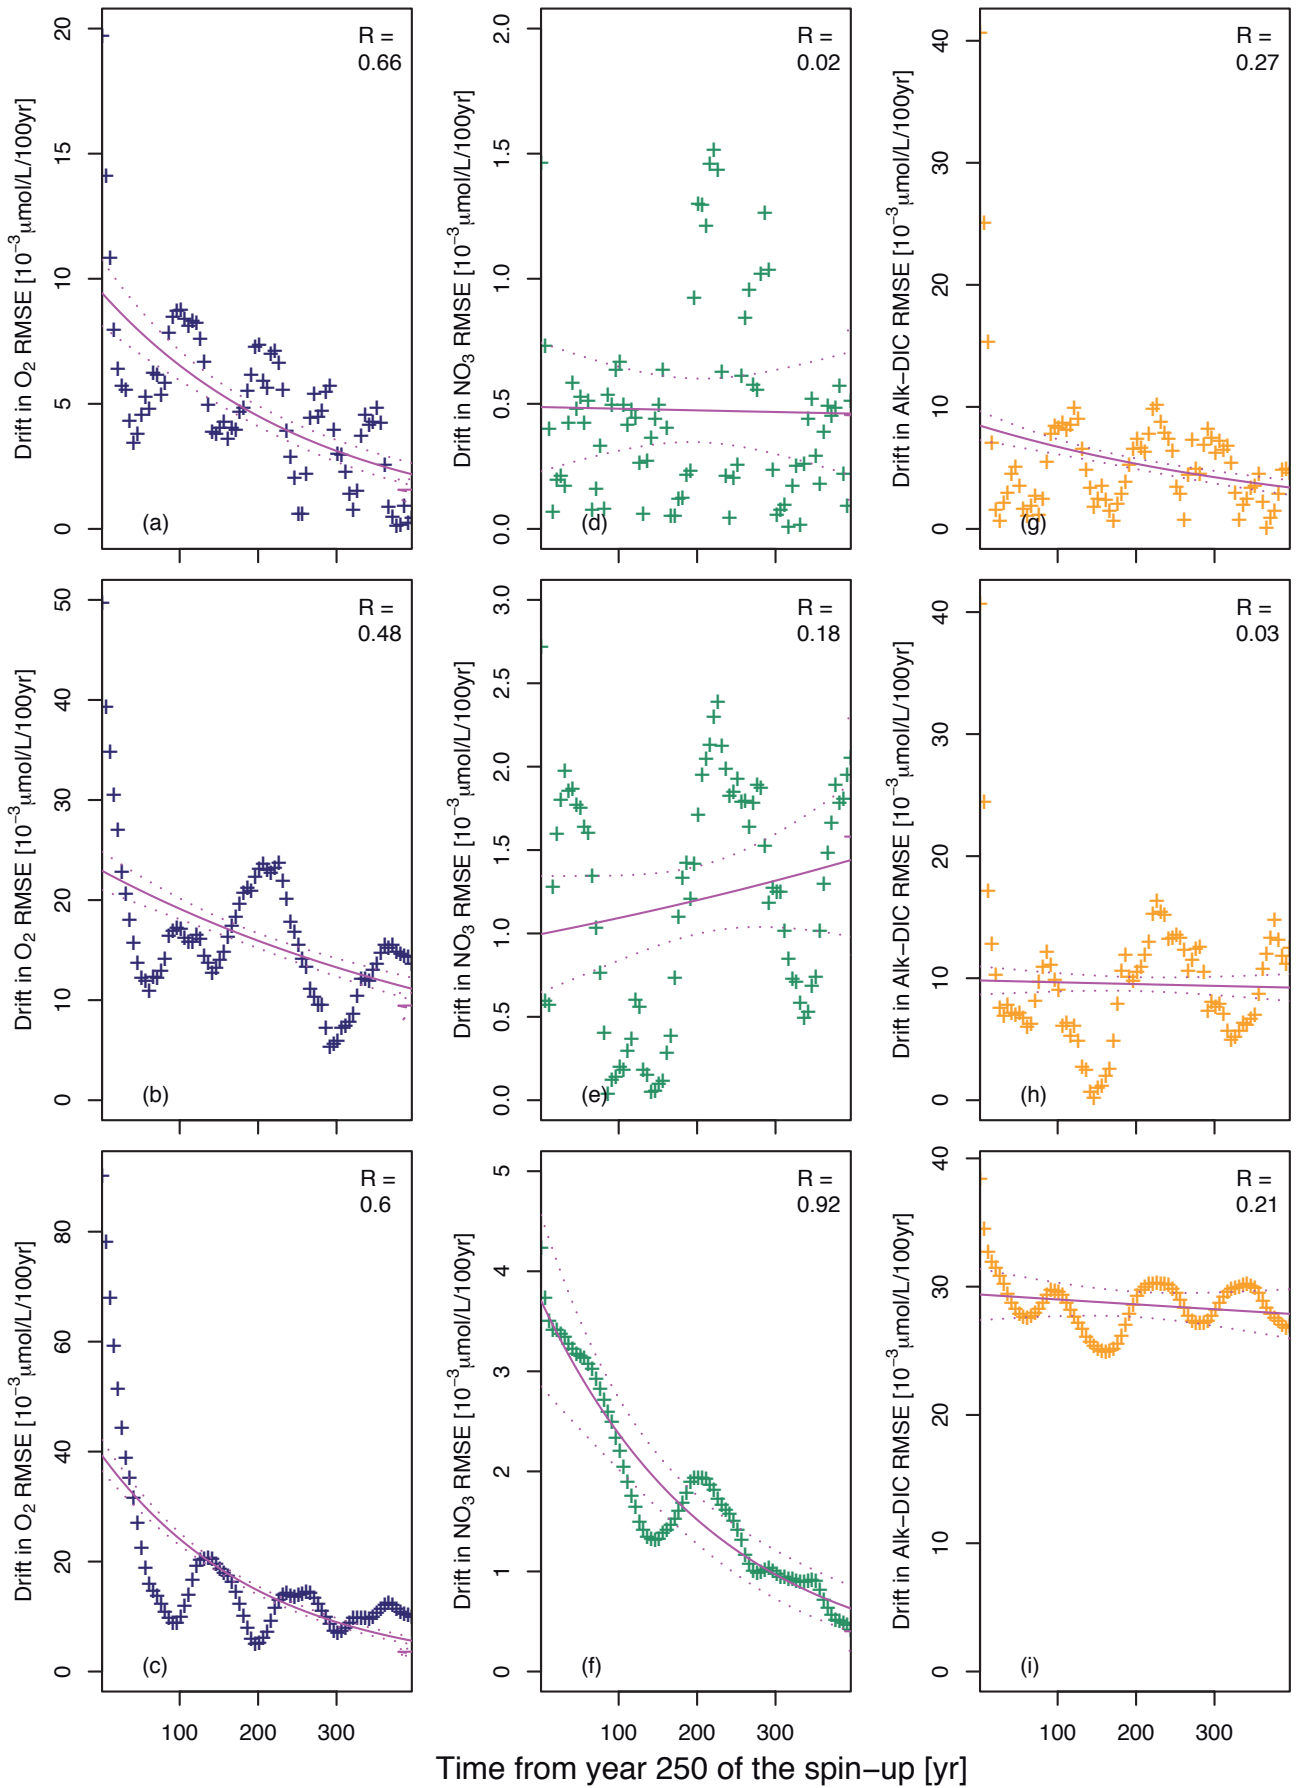 Drift in O2 RMSE [10−3μmol/L/100yr]
20
15
10
5
0
R =
0.66
(a)
Drift in NO3 RMSE [10−3μmol/L/100yr]
2.0
1.5
1.0
0.5
0.0
R =
0.02
(d)
Drift in Alk−DIC RMSE [10−3μmol/L/100yr]
40
30
20
10
0
R =
0.27
(g)
Drift in O2 RMSE [10−3μmol/L/100yr]
50
40
30
20
10
0
R =
0.48
(b)
Drift in NO3 RMSE [10−3μmol/L/100yr]
3.0
2.5
2.0
1.5
1.0
0.5
0.0
R =
0.18
(e)
Drift in Alk−DIC RMSE [10−3μmol/L/100yr]
40
30
20
10
0
R =
0.03
(h)
Drift in O2 RMSE [10−3μmol/L/100yr]
80
60
40
20
0
R =
0.6
(c)
100 200 300
Drift in NO3 RMSE [10−3μmol/L/100yr]
5
4
3
2
1
0
R =
0.92
(f)
100 200 300
Drift in Alk−DIC RMSE [10−3μmol/L/100yr]
40
30
20
10
0
R =
0.21
(i)
100 200 300
Time from year 250 of the spin−up [yr]